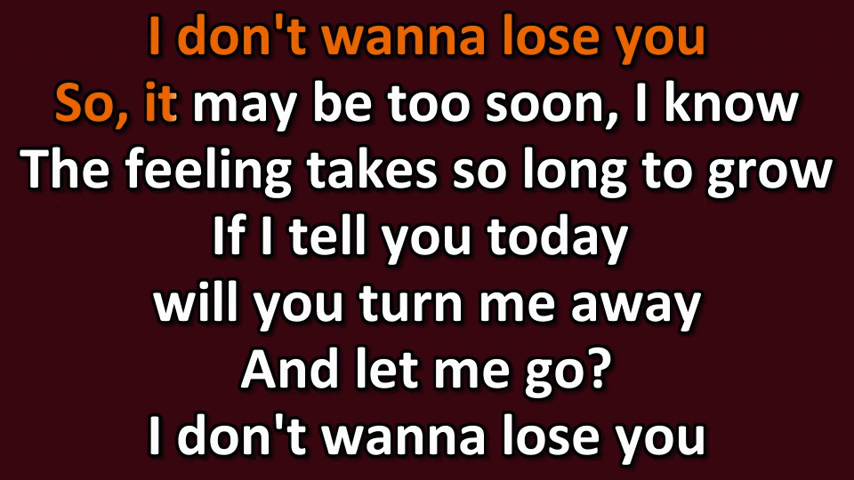 I don't wanna lose you
So, it may be too soon, I know
The feeling takes so long to grow
If I tell you today
will you turn me away
And let me go?
I don't wanna lose you